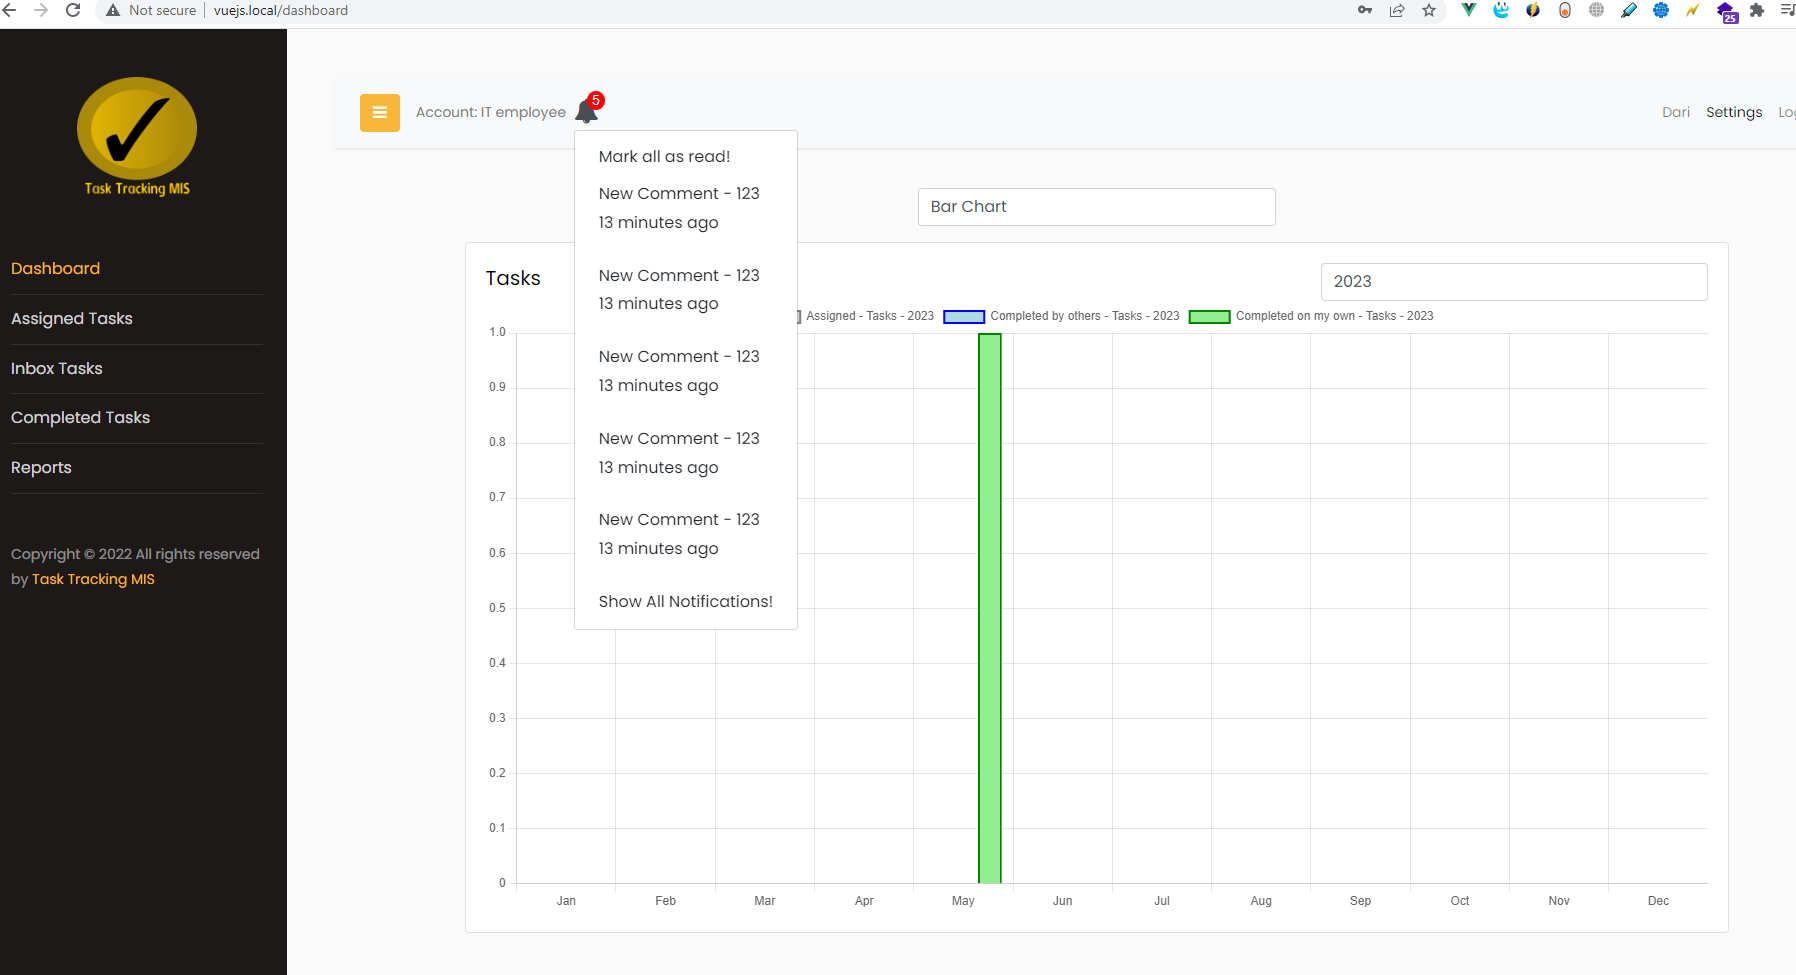 Not secure
vuejs.local/dashboard
25
Task Tracking MIS
Dashboard
Assigned Tasks
Inbox Tasks
Completed Tasks
Reports
Copyright © 2022 All rights reserved
by Task Tracking MIS
Account: IT employee
5
Dari
Settings
Mark all as read!
New Comment - 123
13 minutes ago
New Comment - 123
13 minutes ago
New Comment - 123
13 minutes ago
New Comment - 123
13 minutes ago
New Comment - 123
13 minutes ago
Show All Notifications!
Bar Chart
Tasks
2023
Assigned - Tasks - 2023
Completed by others - Tasks - 2023
Completed on my own - Tasks - 2023
1.0
0.9
0.8
0.7
0.6
0.5
0.4
0.3
0.2
0.1
0
Jan
Feb
Mar
Apr
May
Jun
Jul
Aug
Sep
Oct
Nov
Dec